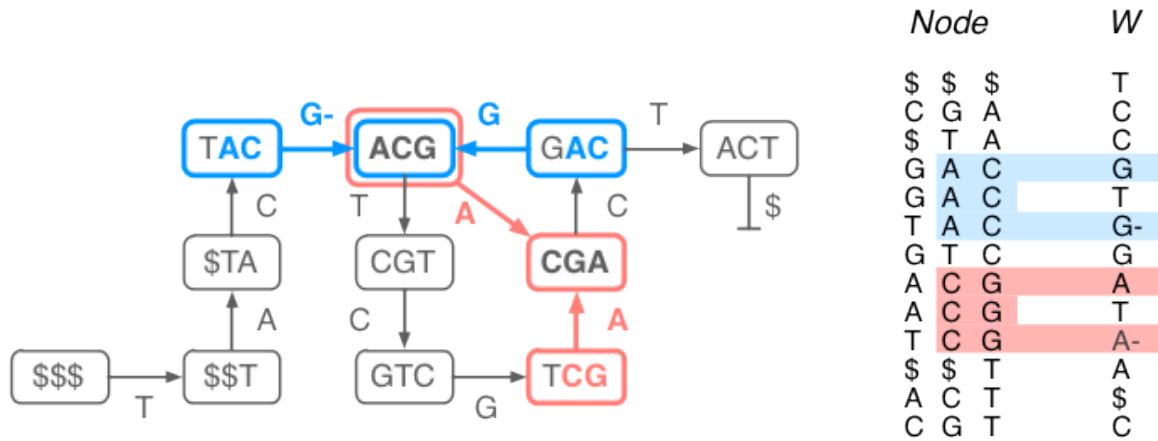 Node W
$ $ $ T
C G A C
$ T A C
G A C G
G A C T
T A C G-
G T C G
A C G A
A C G T
T C G A-
$ $ T A
A C T $
C G T C
G- G T
TAC ACG GAC ACT
C T A C $
$TA CGT CGA
A C A
$$$ $$T GTC TCG
T G